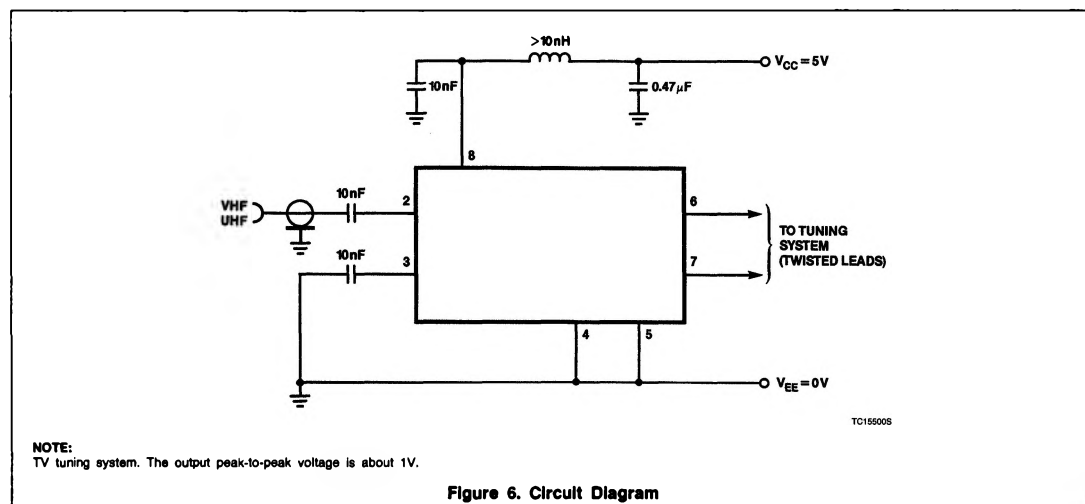 >10nH
V_CC = 5V
10nF
0.47μF
8
10nF
VHF
UHF
2
6
TO TUNING
SYSTEM
(TWISTED LEADS)
10nF
3
7
4
5
V_EE = 0V
TC15500S
NOTE:
TV tuning system. The output peak-to-peak voltage is about 1V.
Figure 6. Circuit Diagram